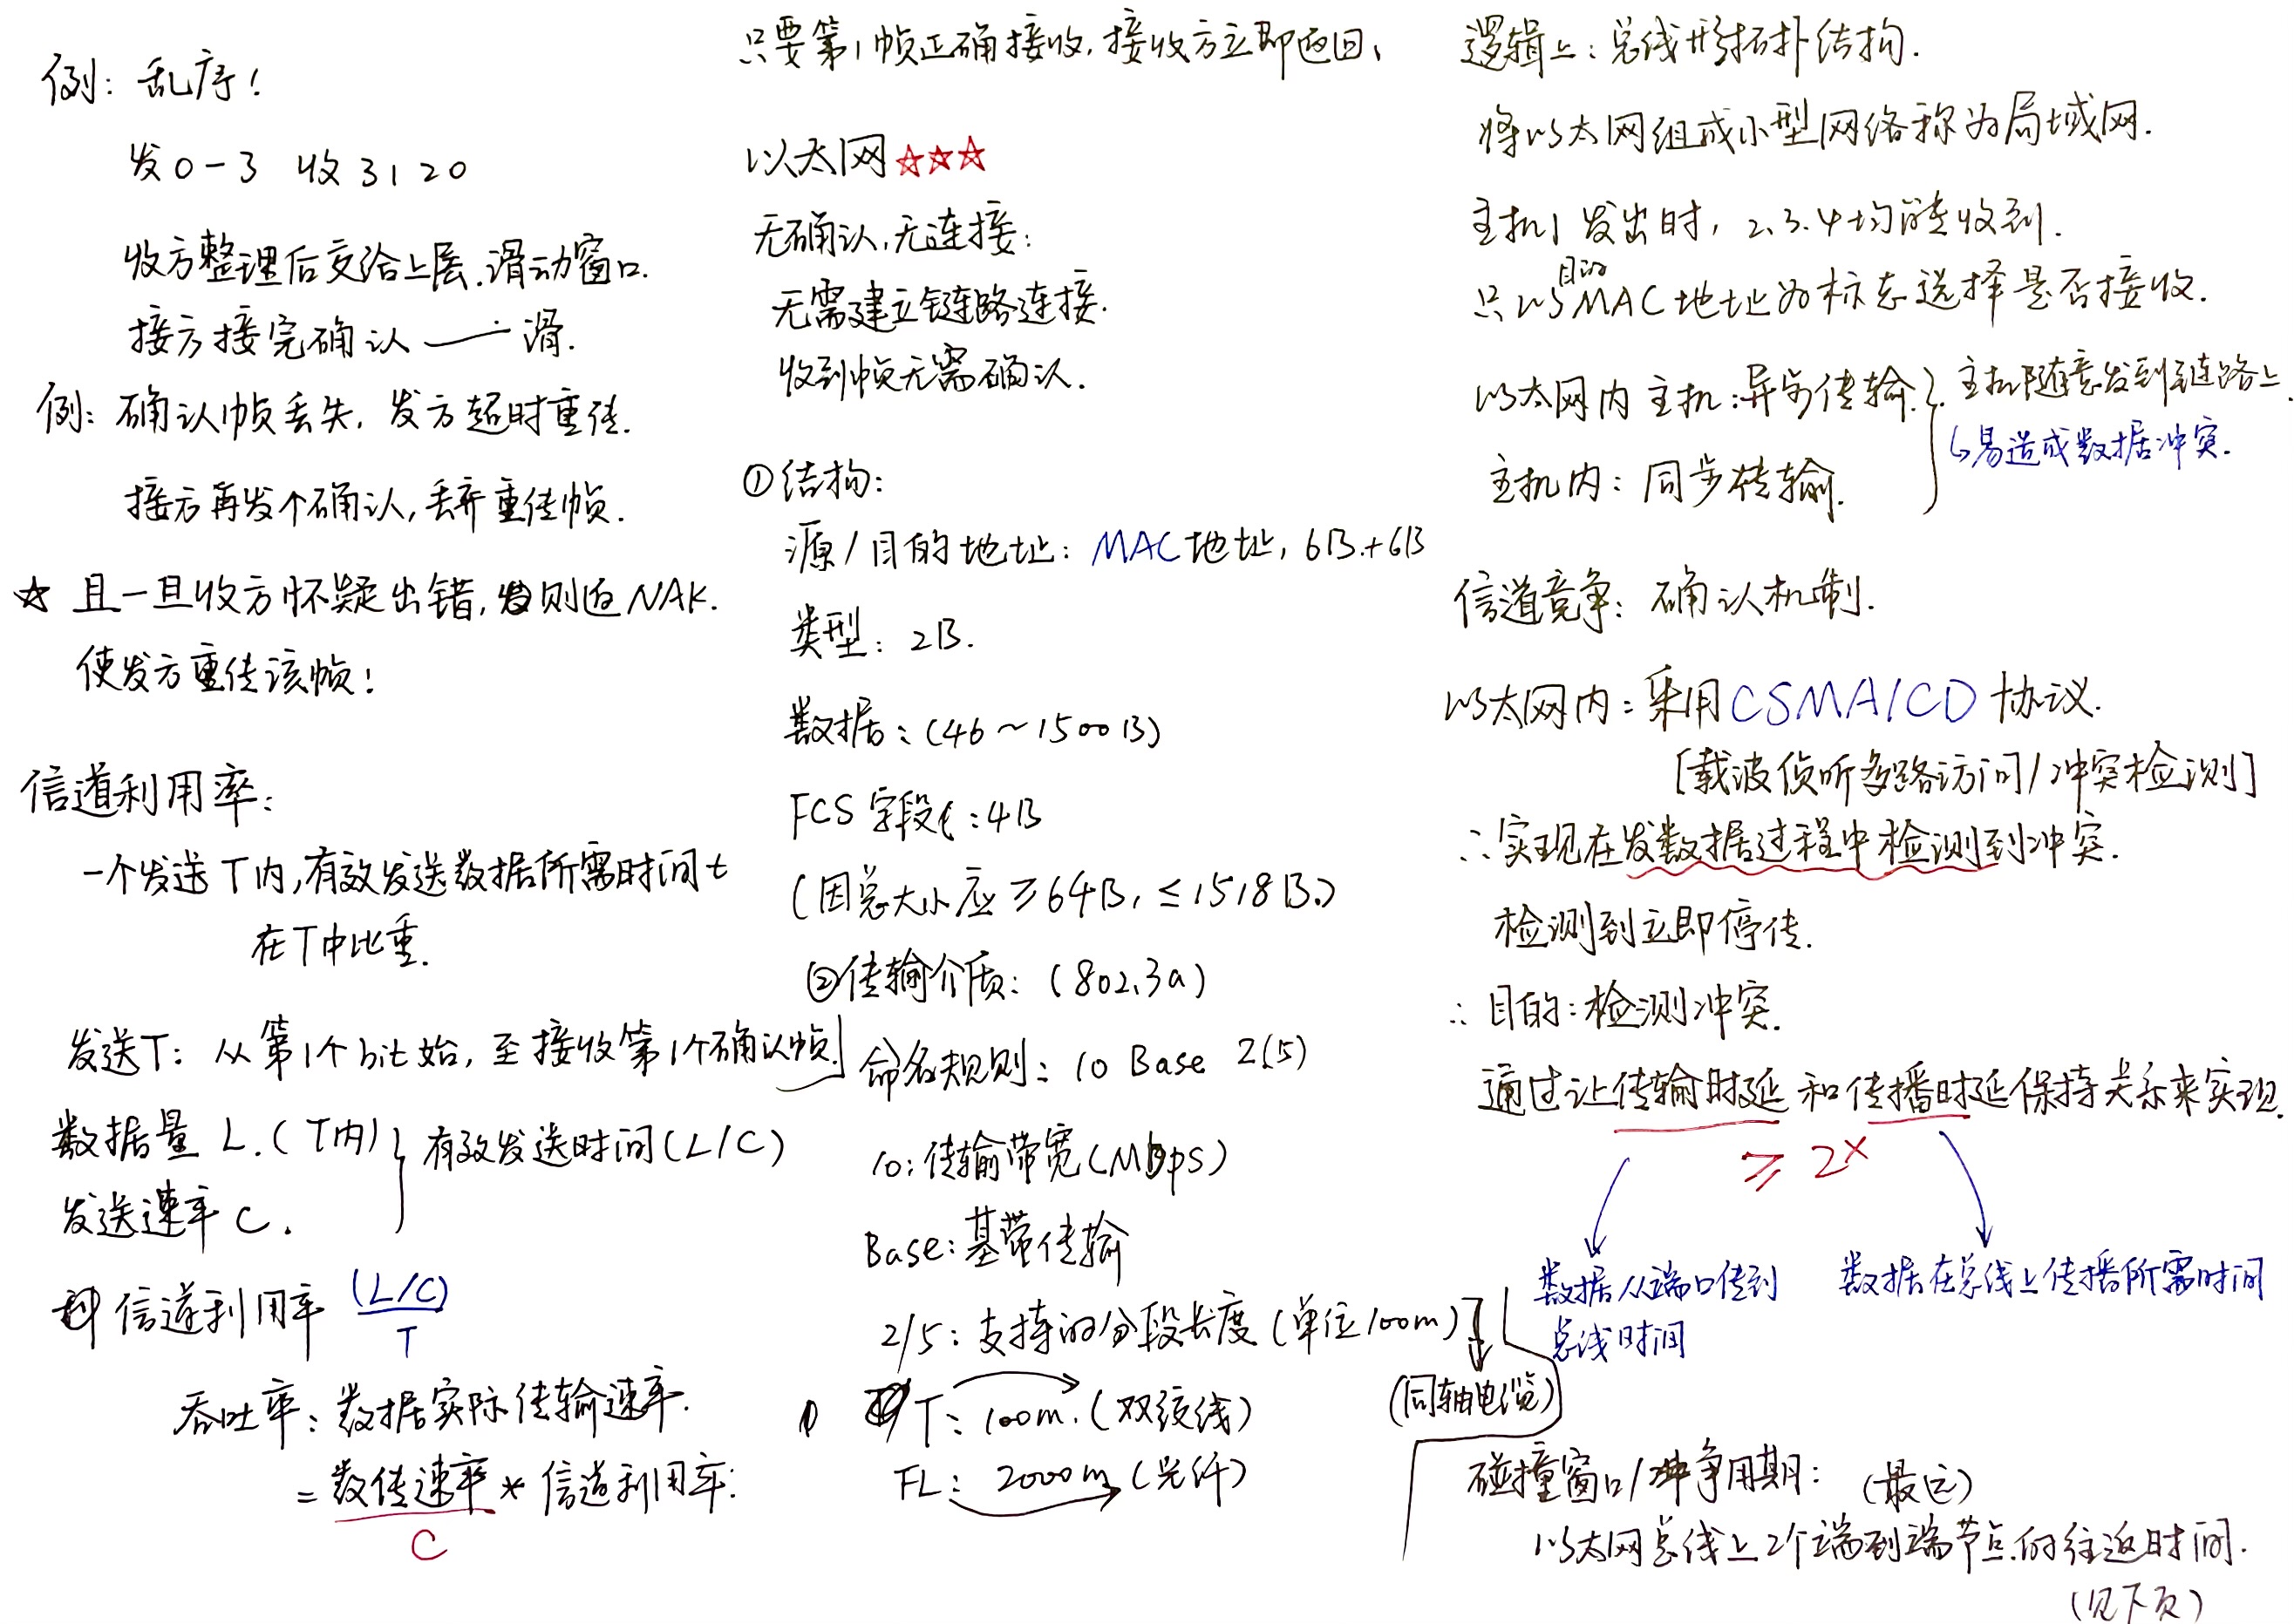 例：乱序！
发0-3 收3120
收方整理后交给上层.滑动窗口.
接方接完确认——滑.
例：确认帧丢失，发方超时重传.
接方再发个确认，丢弃重传帧.
☆ 且一旦收方怀疑出错，则返NAK.
使发方重传该帧！
信道利用率：
一个发送T内，有效发送数据所需时间t
在T中比重.
发送T：从第1个bit始，至接收第1个确认帧.
数据量 L.(T内)
发送速率 C.
有效发送时间(L/C)
信道利用率 (L/C)
T
吞吐率：数据实际传输速率.
=数传速率*信道利用率.
C
只要第1帧正确接收，接收方立即返回、
以太网☆☆☆
无确认，无连接：
无需建立链路连接.
收到帧无需确认.
①结构：
源/目的地址：MAC地址，6B+6B
类型：2B.
数据：(46~1500B)
FCS字段：4B
(因总大小应≥64B，≤1518B.)
②传输介质：(802.3a)
命名规则：10 Base 2(5)
10：传输带宽(Mbps)
Base：基带传输
2/5：支持的分段长度(单位100m)
(同轴电缆)
T：100m.(双绞线)
FL：2000m(光纤)
逻辑上：总线形拓扑结构.
将以太网组成小型网络称为局域网.
主机1发出时，2.3.4均能收到.
目的
只以MAC地址为标志选择是否接收.
以太网内主机：异步传输.
主机内：同步传输.
主机随意发到链路上.
↳易造成数据冲突.
信道竞争：确认机制.
以太网内：采用CSMA/CD协议.
[载波侦听多路访问/冲突检测]
∴实现在发数据过程中检测到冲突.
检测到立即停传.
∴目的：检测冲突.
通过让传输时延和传播时延保持关系来实现.
≥ 2×
数据从端口传到
总线时间
数据在总线上传播所需时间
碰撞窗口/争用期：(最远)
以太网总线上2个端到端节点的往返时间.
(见下页)